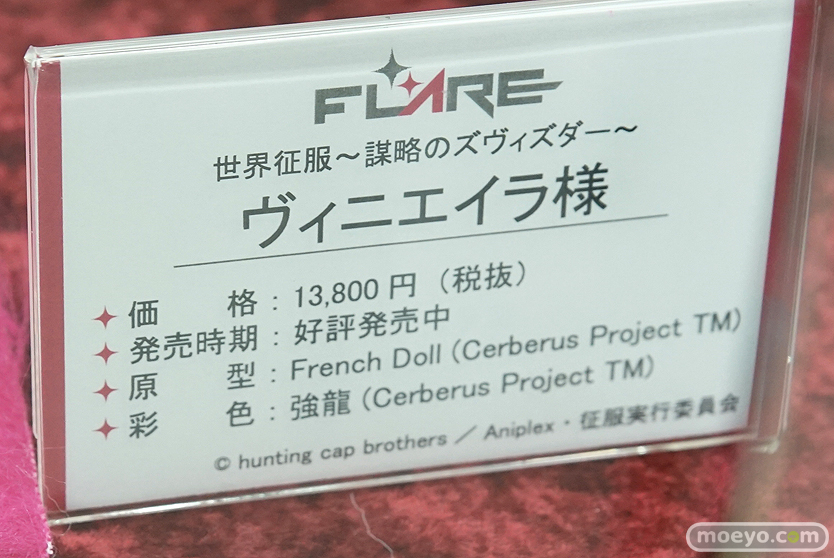 FLARE
世界征服～謀略のズヴィズダー～
ヴィニエイラ様
価　格：13,800円（税抜）
発売時期：好評発売中
原　型：French Doll (Cerberus Project TM)
彩　色：強龍 (Cerberus Project TM)
© hunting cap brothers ／ Aniplex・征服実行委員会
moeyo.com